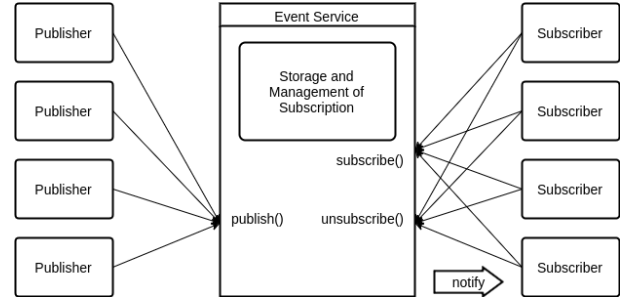 Event Service
Publisher
Publisher
Publisher
Publisher
Storage and
Management of
Subscription
subscribe()
publish()
unsubscribe()
notify
Subscriber
Subscriber
Subscriber
Subscriber